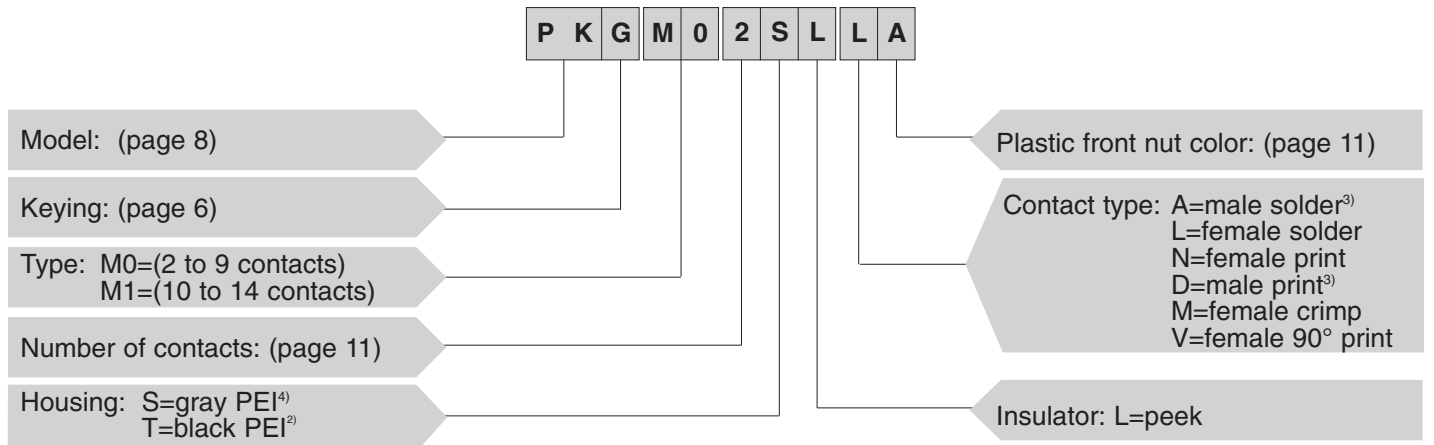 P K G M 0 2 S L L A
Model: (page 8)
Keying: (page 6)
Type: M0=(2 to 9 contacts)
M1=(10 to 14 contacts)
Number of contacts: (page 11)
Housing: S=gray PEI⁴⁾
T=black PEI²⁾
Plastic front nut color: (page 11)
Contact type: A=male solder³⁾
L=female solder
N=female print
D=male print³⁾
M=female crimp
V=female 90° print
Insulator: L=peek